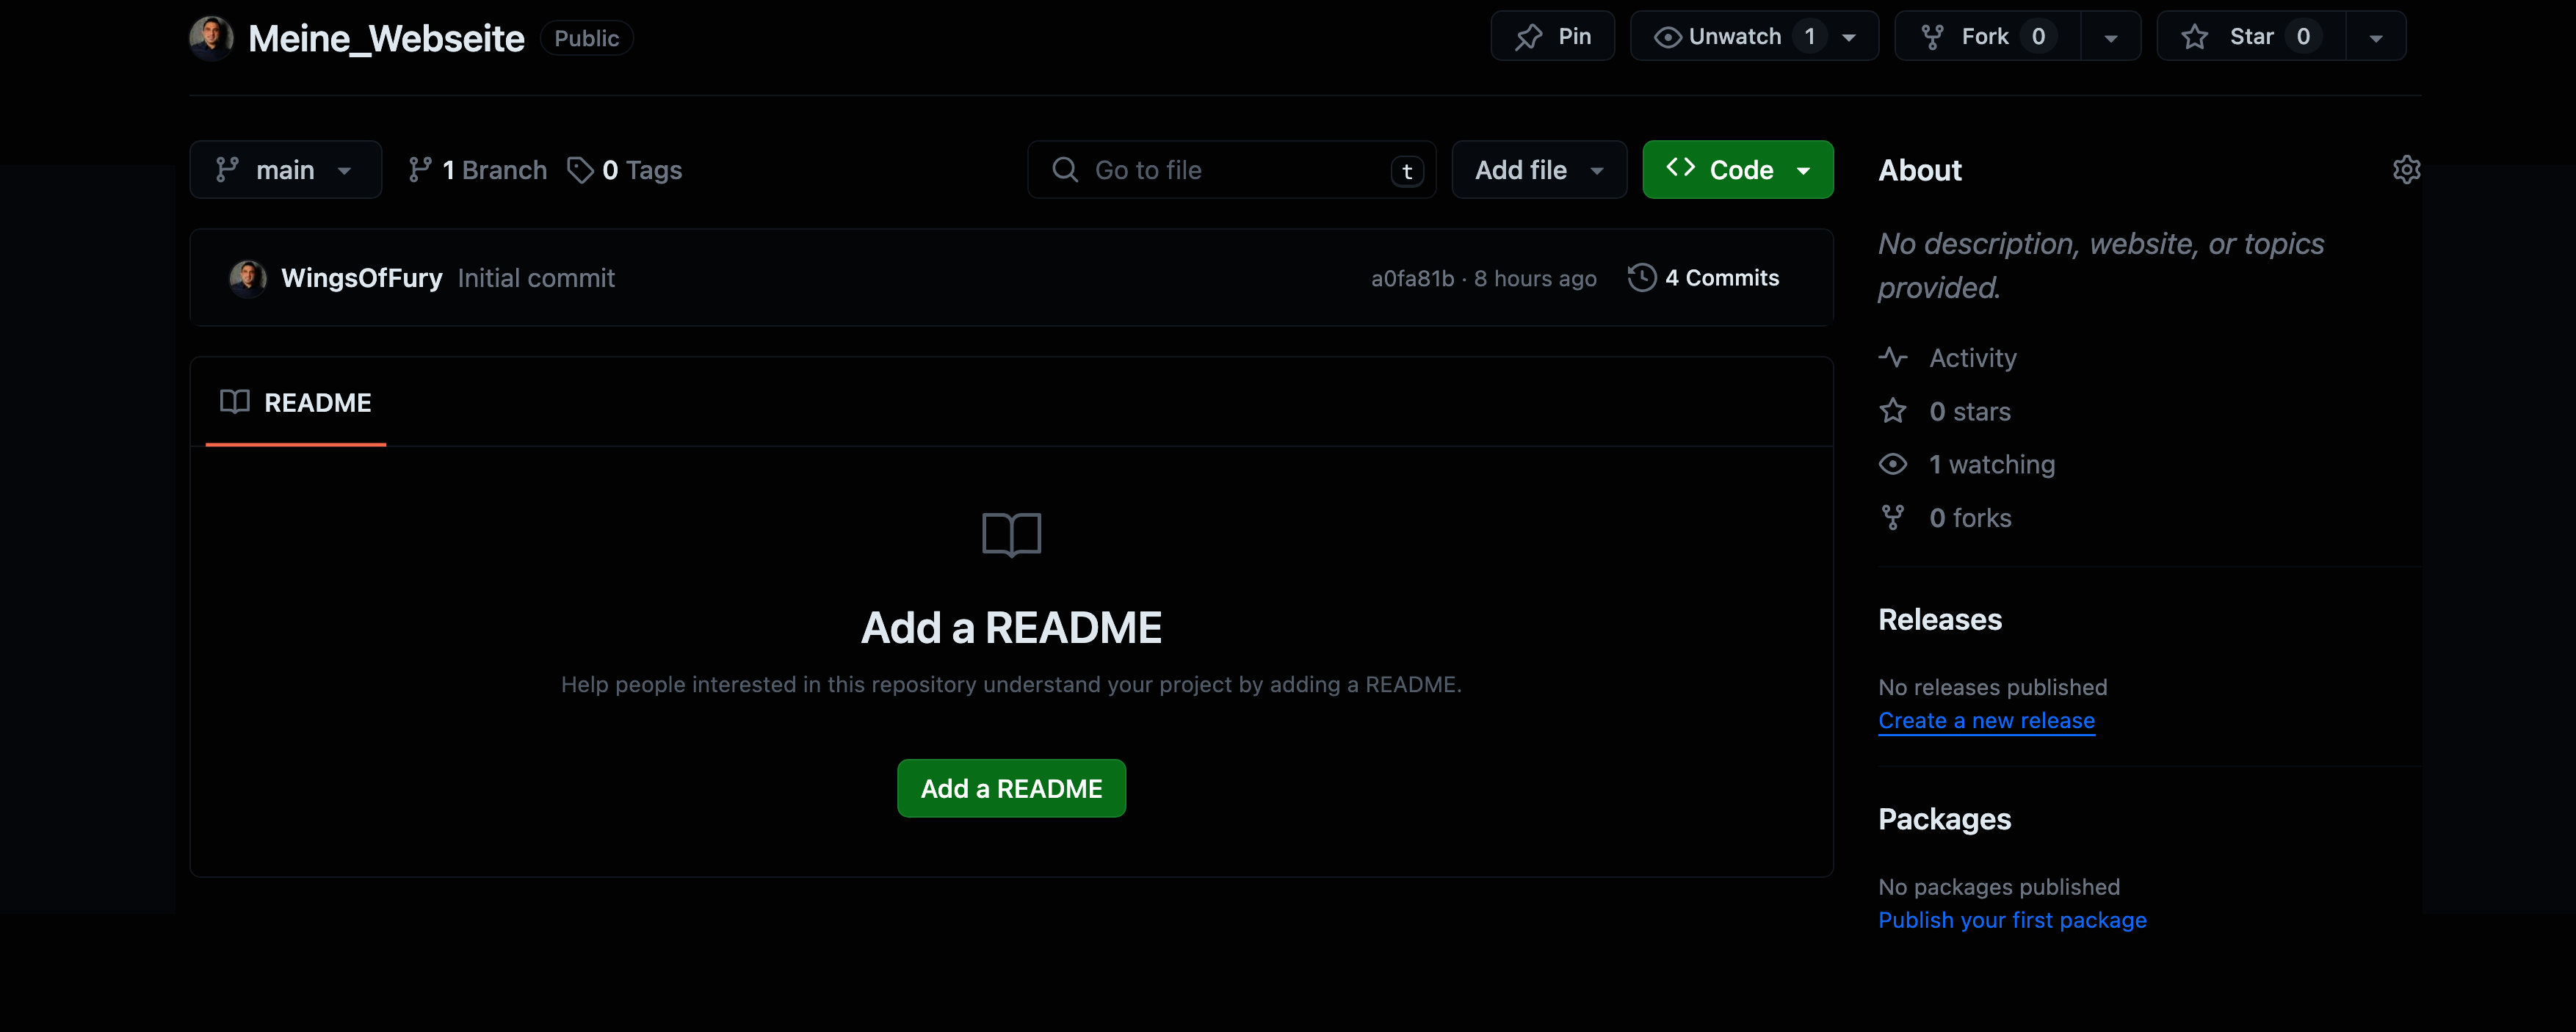 Meine_Webseite Public Pin Unwatch 1 Fork 0 Star 0
main 1 Branch 0 Tags Go to file t Add file Code
WingsOfFury Initial commit a0fa81b · 8 hours ago 4 Commits
README
Add a README
Help people interested in this repository understand your project by adding a README.
Add a README
About
No description, website, or topics
provided.
Activity
0 stars
1 watching
0 forks
Releases
No releases published
Create a new release
Packages
No packages published
Publish your first package